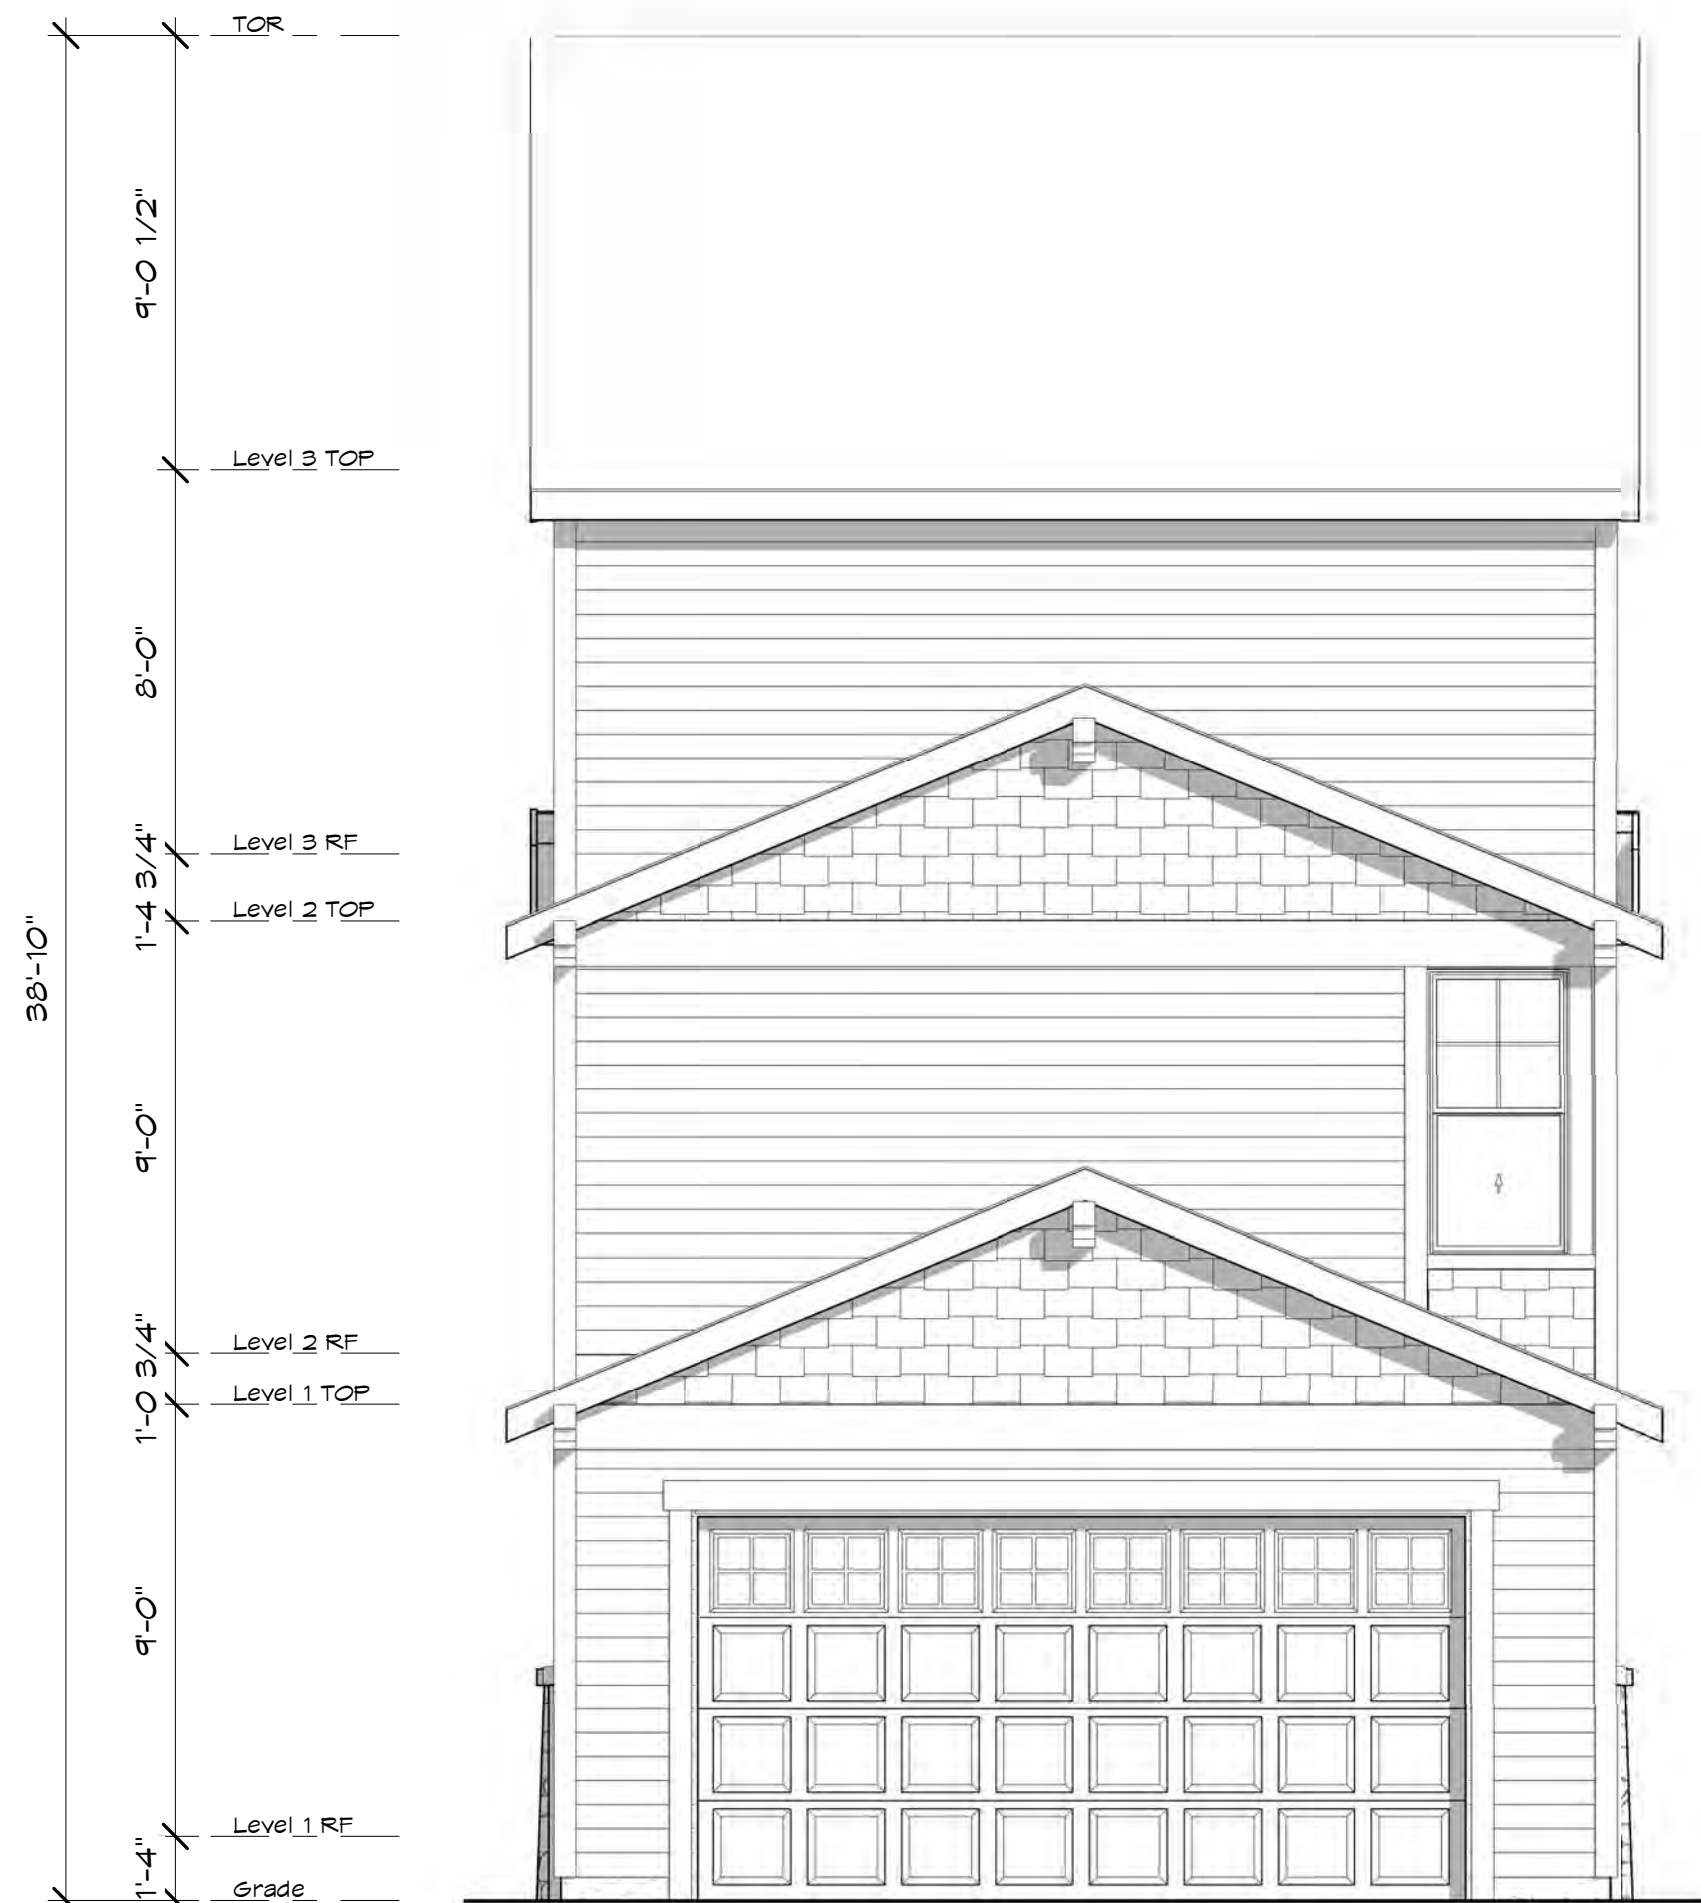 TOR
9'-0 1/2"
Level 3 TOP
8'-0"
Level 3 RF
1'-4 3/4"
Level 2 TOP
38'-10"
9'-0"
Level 2 RF
1'-0 3/4"
Level 1 TOP
9'-0"
Level 1 RF
1'-4"
Grade